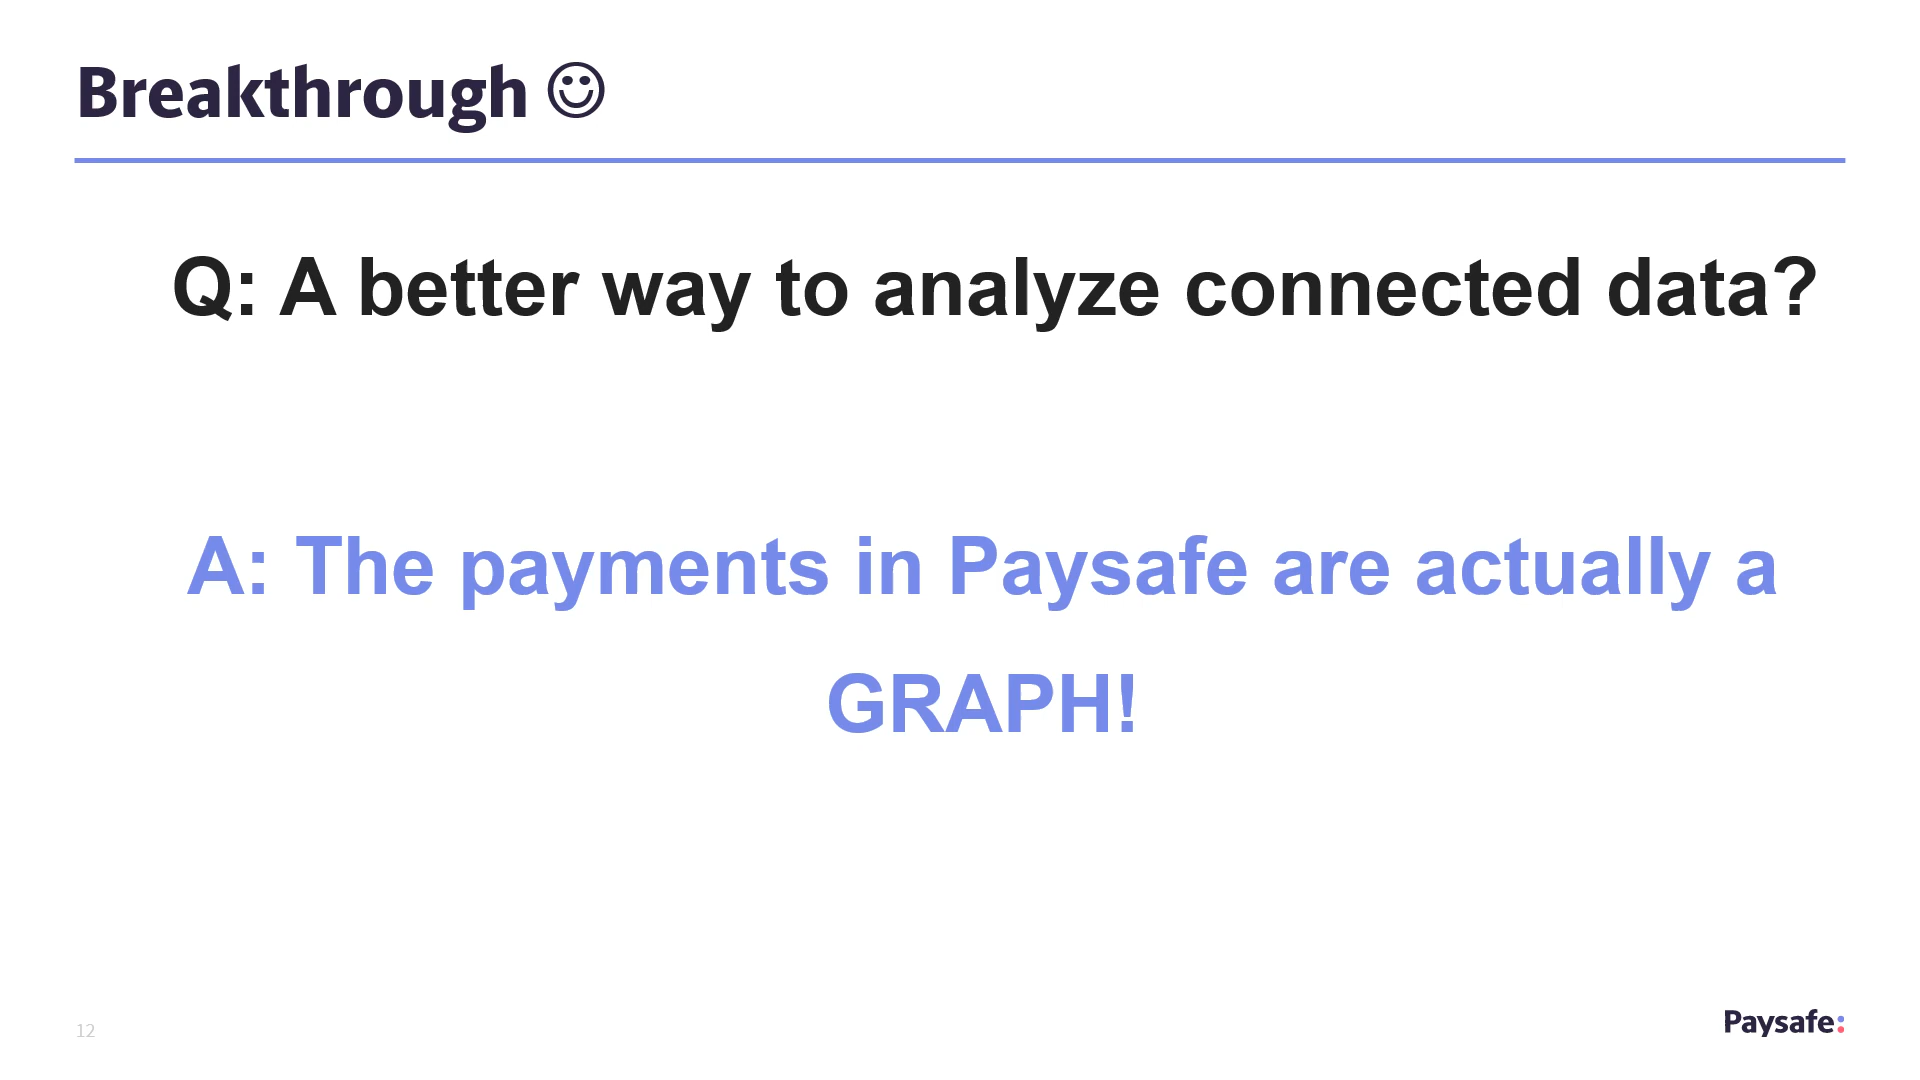 Breakthrough ☺
Q: A better way to analyze connected data?
A: The payments in Paysafe are actually a
GRAPH!
12
Paysafe: